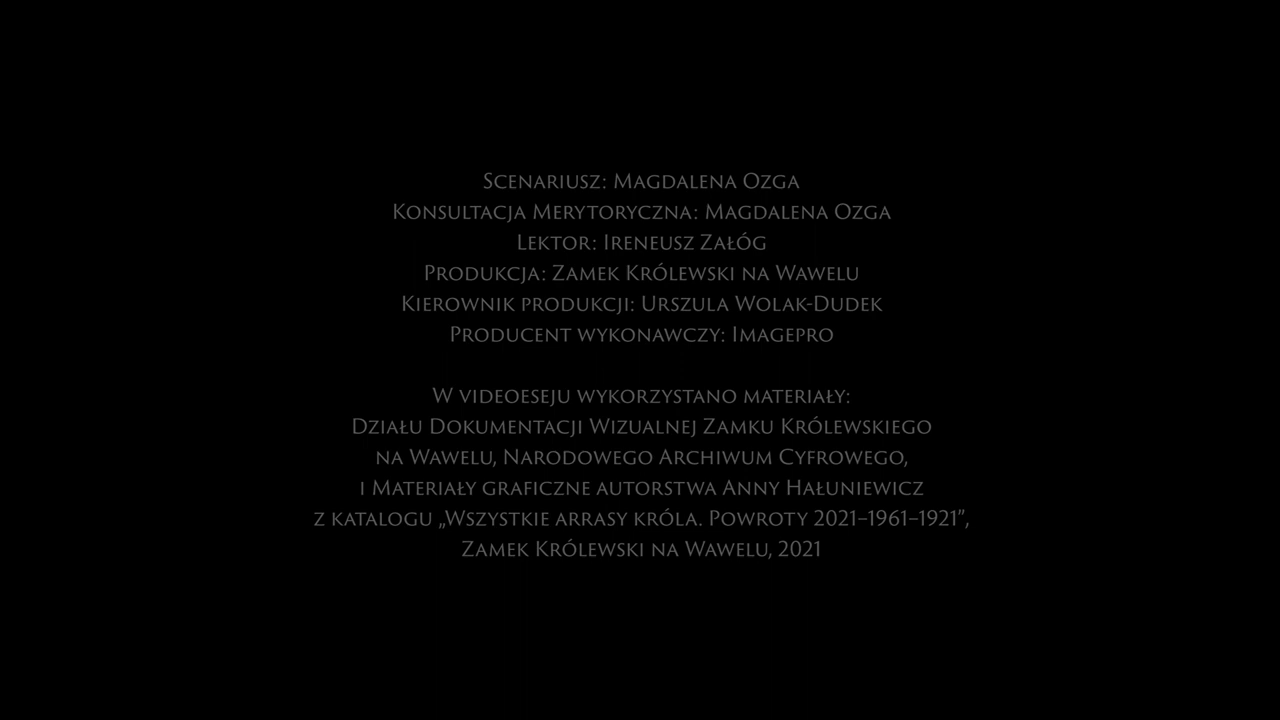 Scenariusz: Magdalena Ozga
Konsultacja Merytoryczna: Magdalena Ozga
Lektor: Ireneusz Załóg
Produkcja: Zamek Królewski na Wawelu
Kierownik produkcji: Urszula Wolak-Dudek
Producent wykonawczy: Imagepro
W videoeseju wykorzystano materiały:
Działu Dokumentacji Wizualnej Zamku Królewskiego
na Wawelu, Narodowego Archiwum Cyfrowego,
i Materiały graficzne autorstwa Anny Hałuniewicz
z katalogu „Wszystkie arrasy króla. Powroty 2021–1961–1921”,
Zamek Królewski na Wawelu, 2021